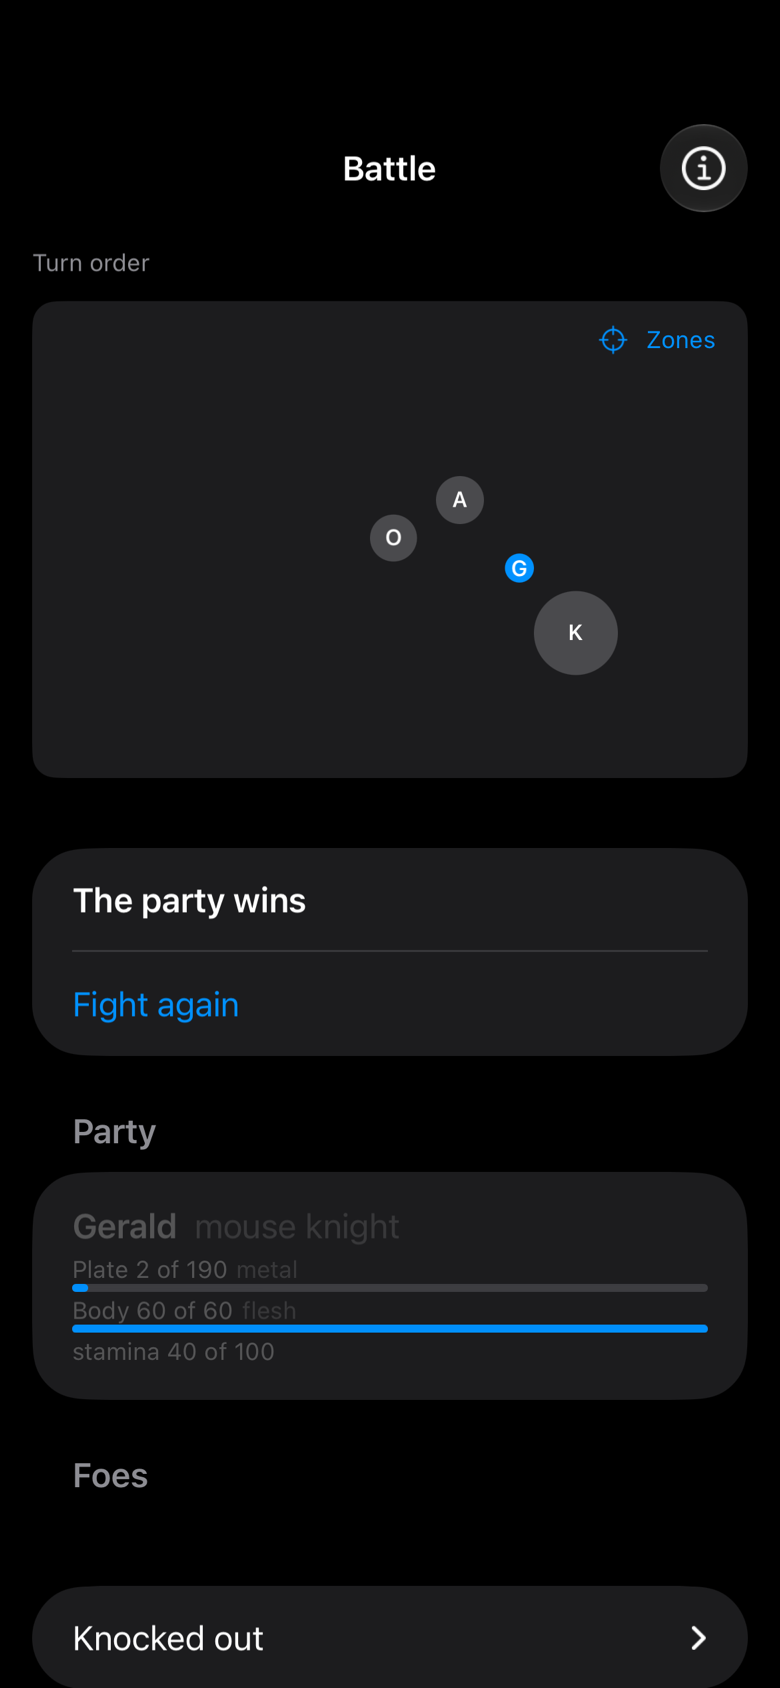 Battle
Turn order
Zones
A
O
G
K
The party wins
Fight again
Party
Gerald mouse knight
Plate 2 of 190 metal
Body 60 of 60 flesh
stamina 40 of 100
Foes
Knocked out